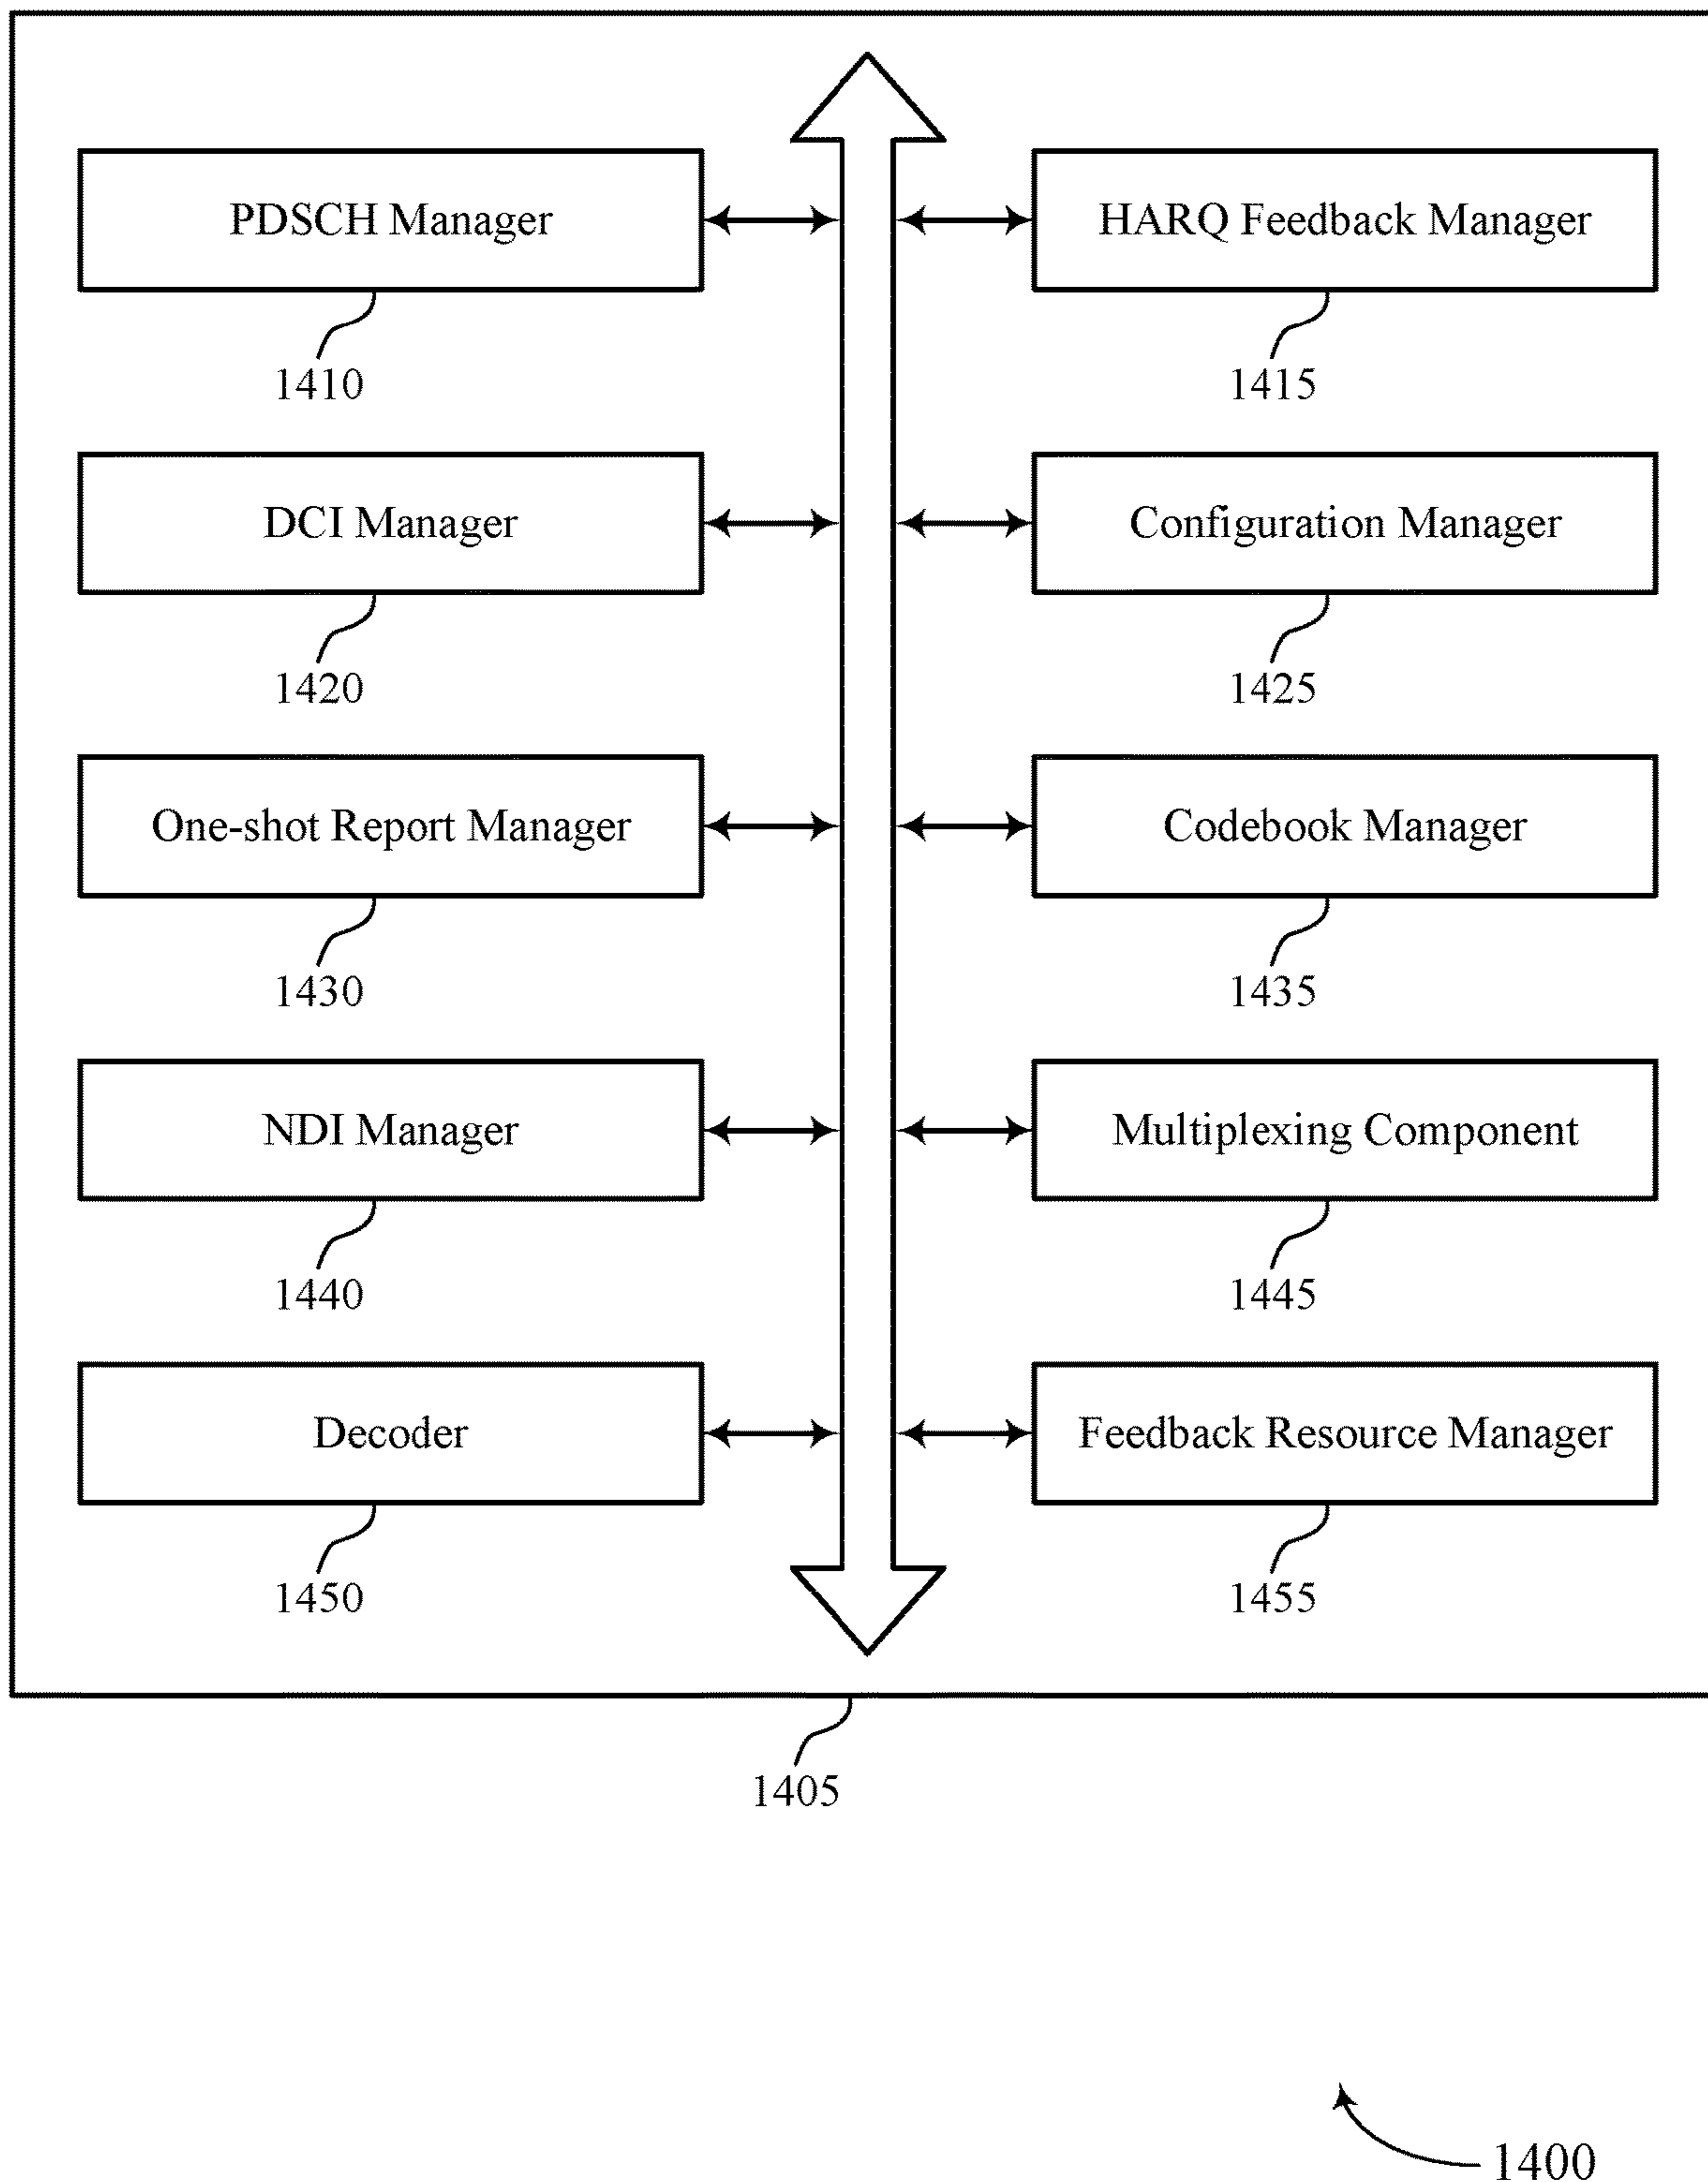 PDSCH Manager
HARQ Feedback Manager
1410
1415
DCI Manager
Configuration Manager
1420
1425
One-shot Report Manager
Codebook Manager
1430
1435
NDI Manager
Multiplexing Component
1440
1445
Decoder
Feedback Resource Manager
1450
1455
1405
1400